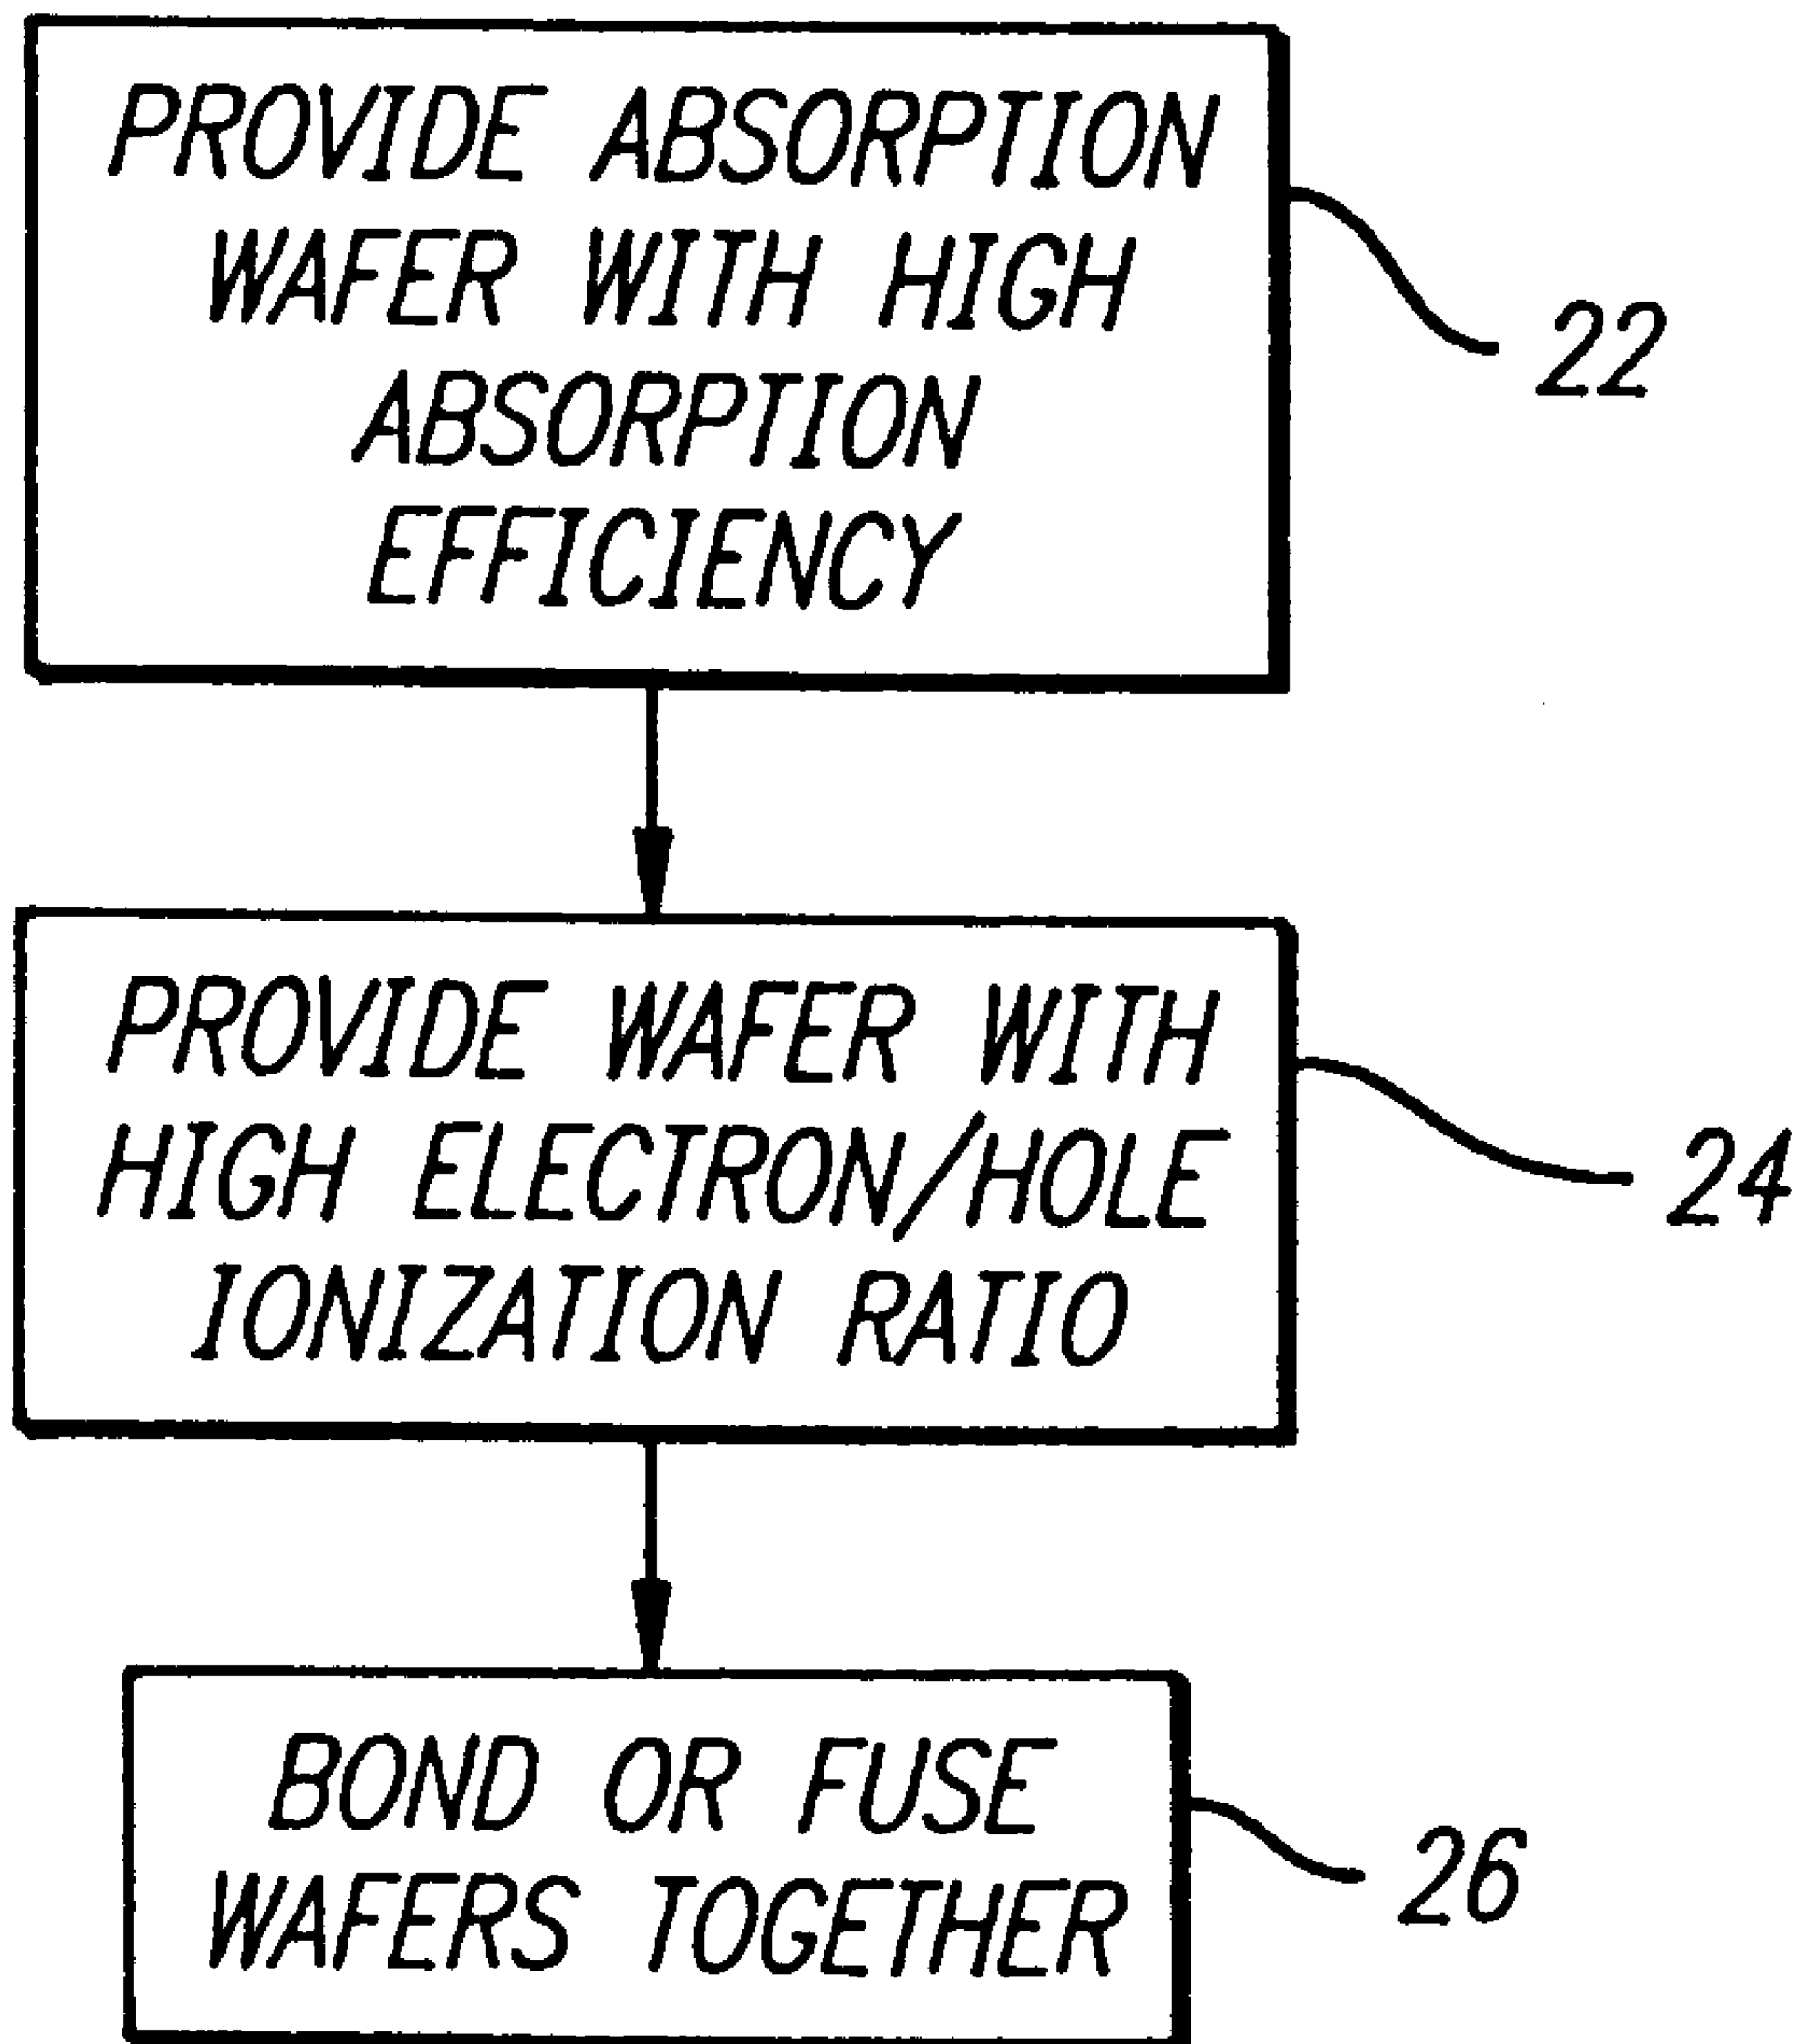 PROVIDE ABSORPTION
WAFER WITH HIGH
ABSORPTION
EFFICIENCY
22
PROVIDE WAFER WITH
HIGH ELECTRON/HOLE
IONIZATION RATIO
24
BOND OR FUSE
WAFERS TOGETHER
26